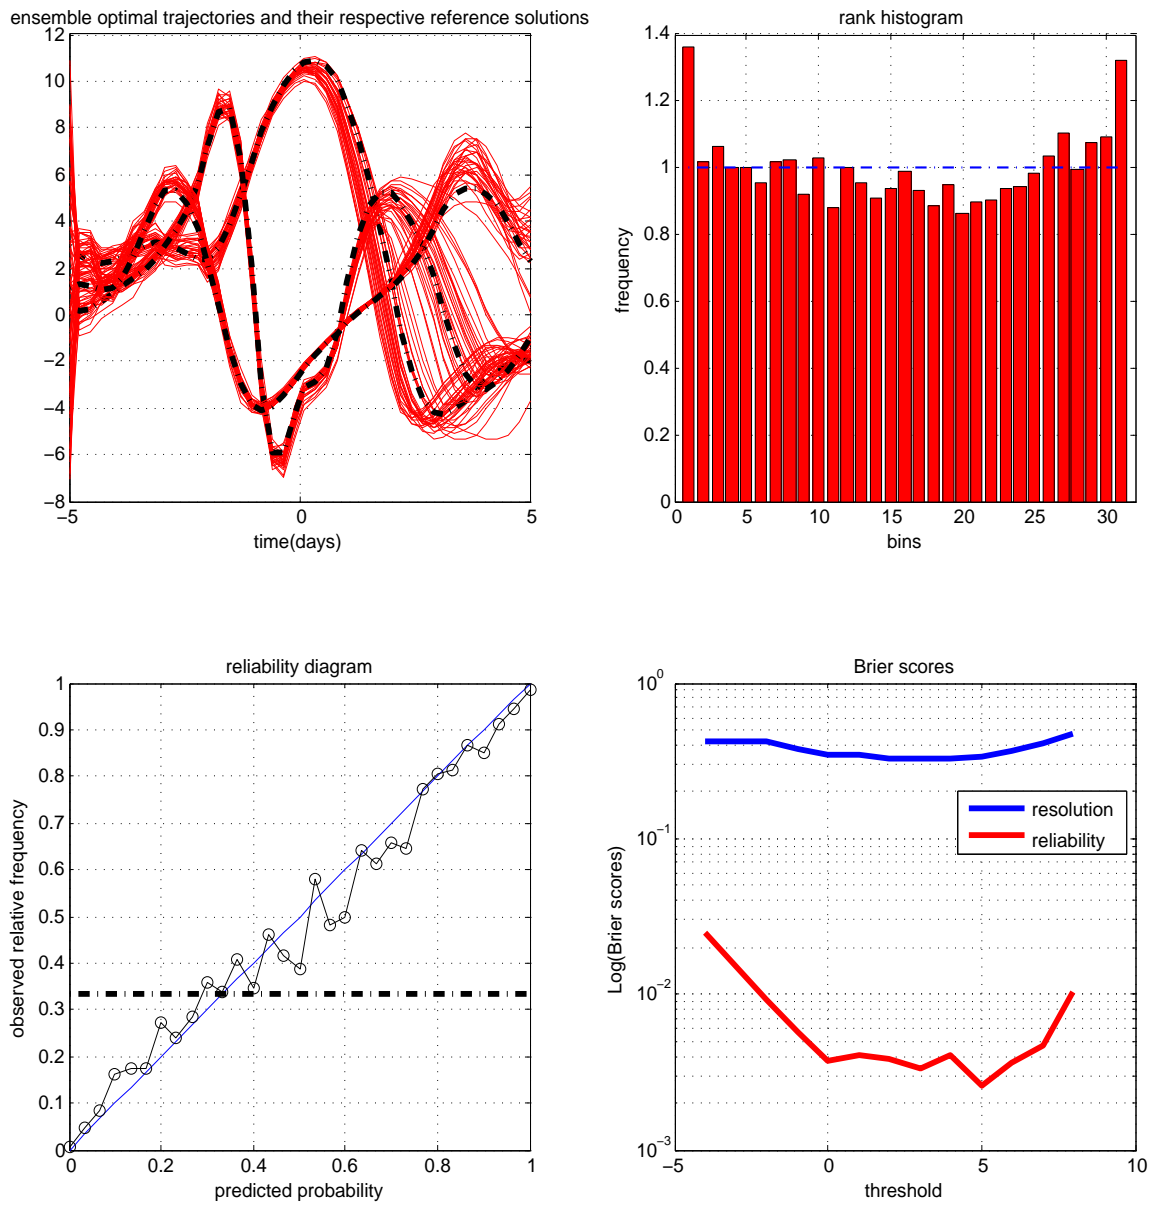 ensemble optimal trajectories and their respective reference solutions
12
10
8
6
4
2
0
−2
−4
−6
−8
−5 0 5
time(days)
rank histogram
1.4
1.2
1
0.8
0.6
0.4
0.2
0
frequency
0 5 10 15 20 25 30
bins
reliability diagram
1
0.9
0.8
0.7
0.6
0.5
0.4
0.3
0.2
0.1
0
observed relative frequency
0 0.2 0.4 0.6 0.8 1
predicted probability
Brier scores
10^0
10^−1
10^−2
10^−3
Log(Brier scores)
resolution
reliability
−5 0 5 10
threshold